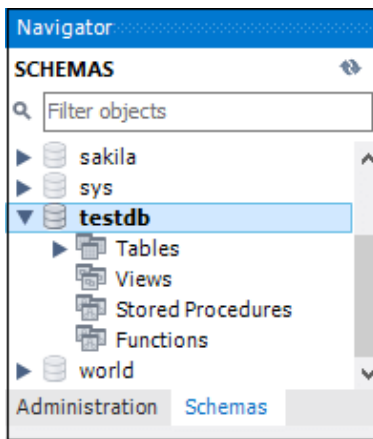 Navigator
SCHEMAS
Filter objects
sakila
sys
testdb
Tables
Views
Stored Procedures
Functions
world
Administration Schemas